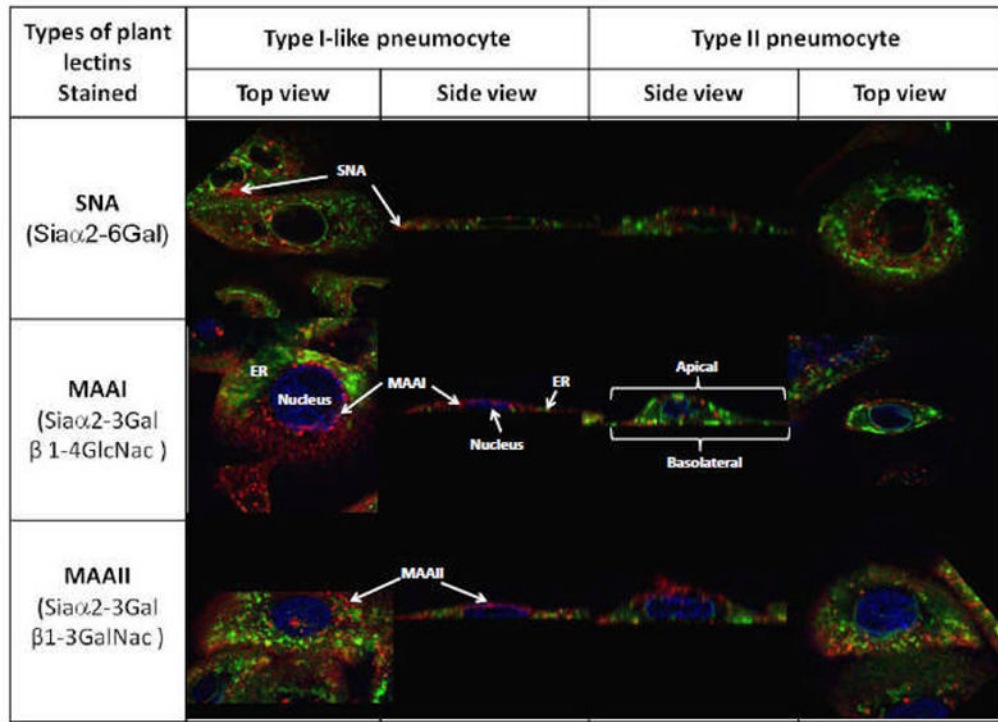 Types of plant
lectins
Stained
Type I-like pneumocyte
Type II pneumocyte
Top view
Side view
Side view
Top view
SNA
(Siaα2-6Gal)
SNA
MAAI
(Siaα2-3Gal
β 1-4GlcNac )
ER
Nucleus
MAAI
ER
Nucleus
Apical
Basolateral
MAAII
(Siaα2-3Gal
β1-3GalNac )
MAAII